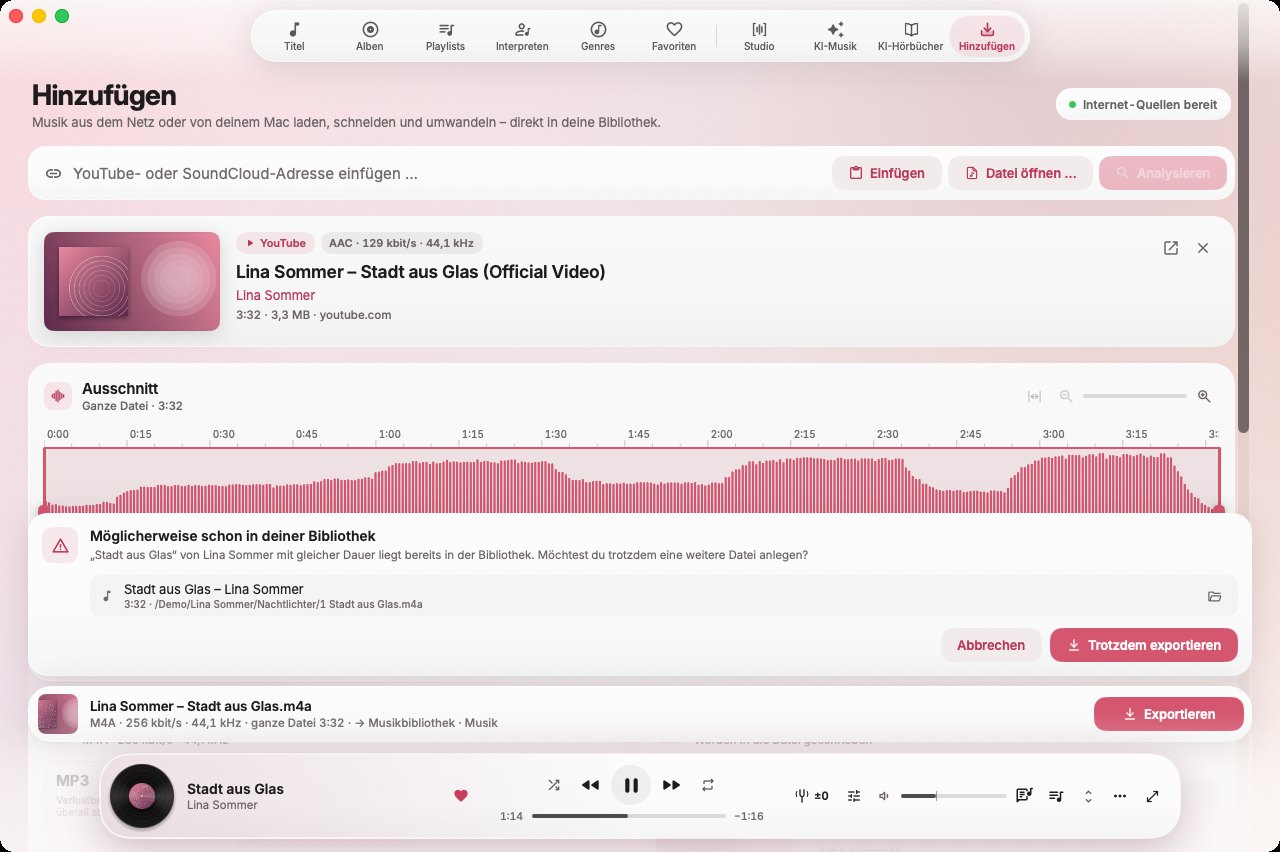 Titel
Alben
Playlists
Interpreten
Genres
Favoriten
Studio
KI-Musik
KI-Hörbücher
Hinzufügen
Hinzufügen
Musik aus dem Netz oder von deinem Mac laden, schneiden und umwandeln – direkt in deine Bibliothek.
Internet-Quellen bereit
YouTube- oder SoundCloud-Adresse einfügen ...
Einfügen
Datei öffnen ...
Analysieren
YouTube
AAC · 129 kbit/s · 44,1 kHz
Lina Sommer – Stadt aus Glas (Official Video)
Lina Sommer
3:32 · 3,3 MB · youtube.com
Ausschnitt
Ganze Datei · 3:32
0:00 0:15 0:30 0:45 1:00 1:15 1:30 1:45 2:00 2:15 2:30 2:45 3:00 3:15
Möglicherweise schon in deiner Bibliothek
„Stadt aus Glas“ von Lina Sommer mit gleicher Dauer liegt bereits in der Bibliothek. Möchtest du trotzdem eine weitere Datei anlegen?
Stadt aus Glas – Lina Sommer
3:32 · /Demo/Lina Sommer/Nachtlichter/1 Stadt aus Glas.m4a
Abbrechen
Trotzdem exportieren
Lina Sommer – Stadt aus Glas.m4a
M4A · 256 kbit/s · 44,1 kHz · ganze Datei 3:32 · → Musikbibliothek · Musik
Exportieren
MP3
überall
Stadt aus Glas
Lina Sommer
1:14
−1:16
±0